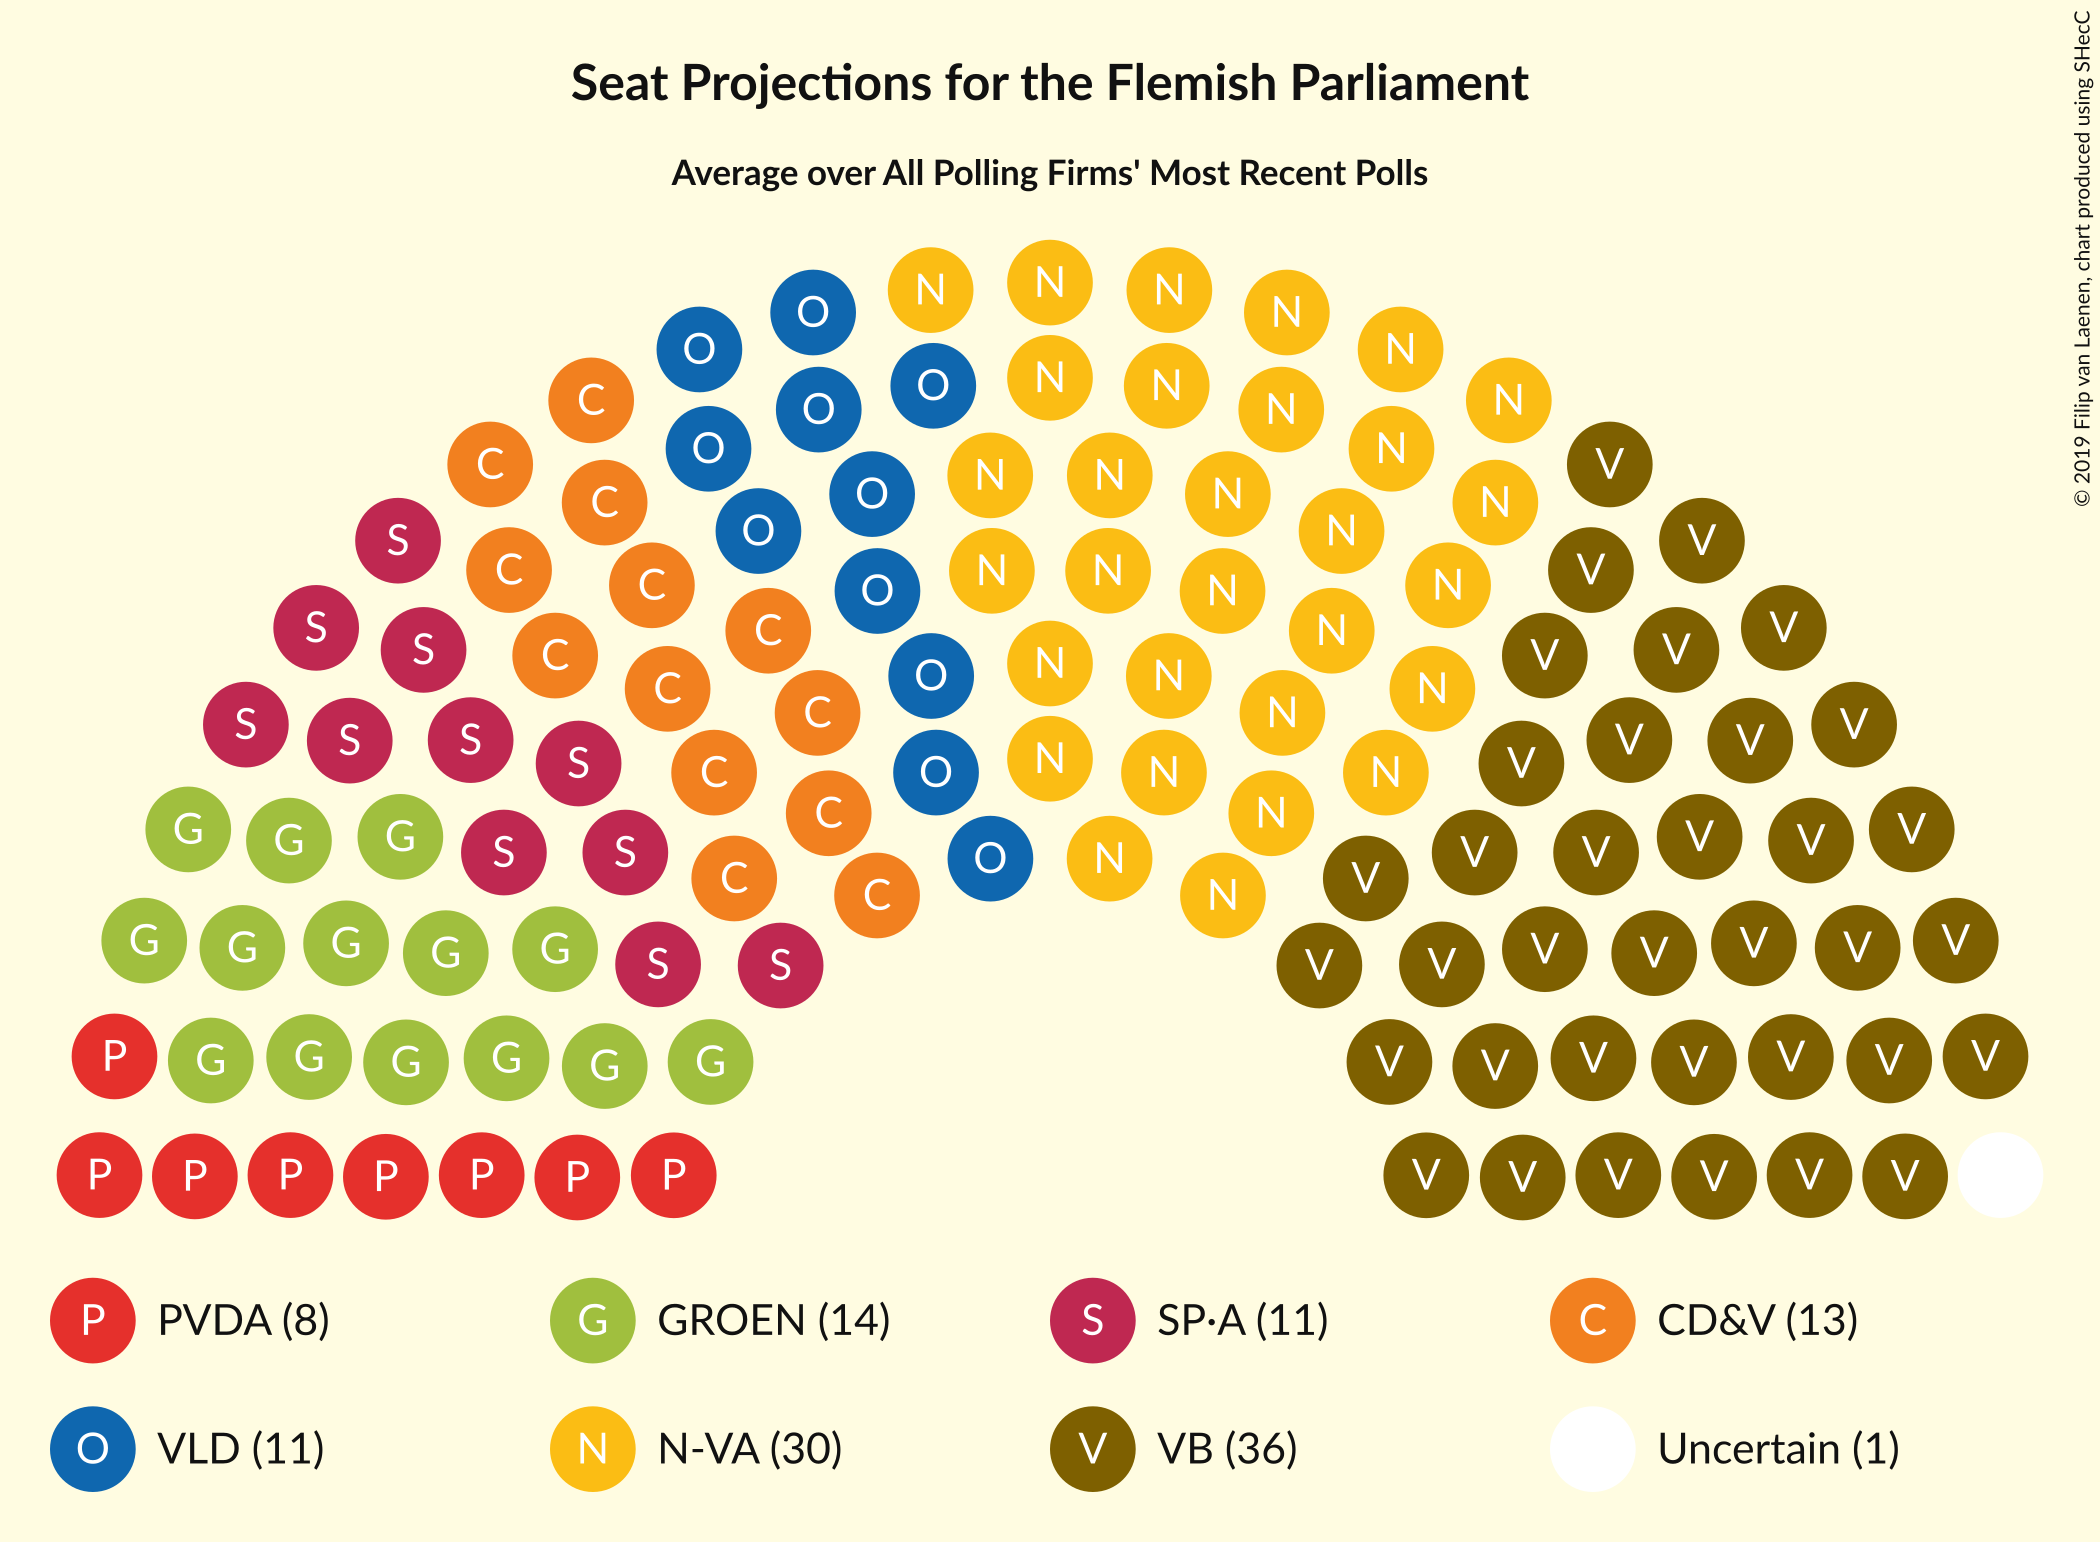 Seat Projections for the Flemish Parliament
Average over All Polling Firms' Most Recent Polls
© 2019 Filip van Laenen, chart produced using SHecC
N N N N N N
O O
O N N N N N
C O O
C C O
O N N N N N
S C C O
C O N N N N N
S S C C C
O N N N N
S S S S C C C
O N N N N
G G G S S C C
O N N
G G G G G S S
P G G G G G G
P P P P P P P
V V V V
V V V V
V V V V
V V V V V V V
V V V V V V V
V V V V V V V
V V V
P PVDA (8)
G GROEN (14)
S SP·A (11)
C CD&V (13)
O VLD (11)
N N-VA (30)
V VB (36)
Uncertain (1)